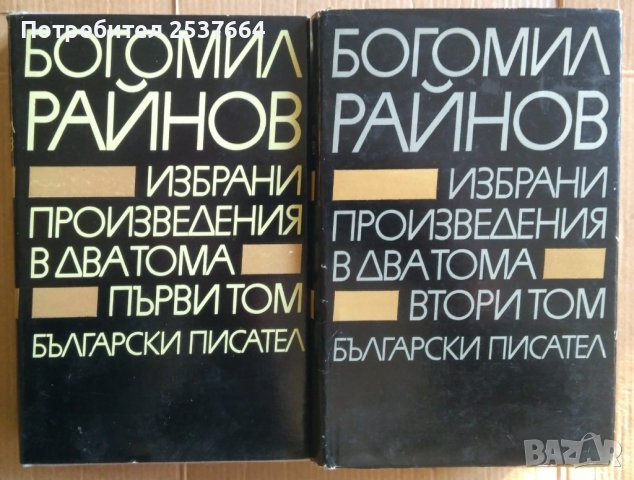 Потребител 2537664
БОГОМИЛ
РАЙНОВ
ИЗБРАНИ
ПРОИЗВЕДЕНИЯ
В ДВА ТОМА
ПЪРВИ ТОМ
БЪЛГАРСКИ ПИСАТЕЛ
БОГОМИЛ
РАЙНОВ
ИЗБРАНИ
ПРОИЗВЕДЕНИЯ
В ДВА ТОМА
ВТОРИ ТОМ
БЪЛГАРСКИ ПИСАТЕЛ
BAZAR